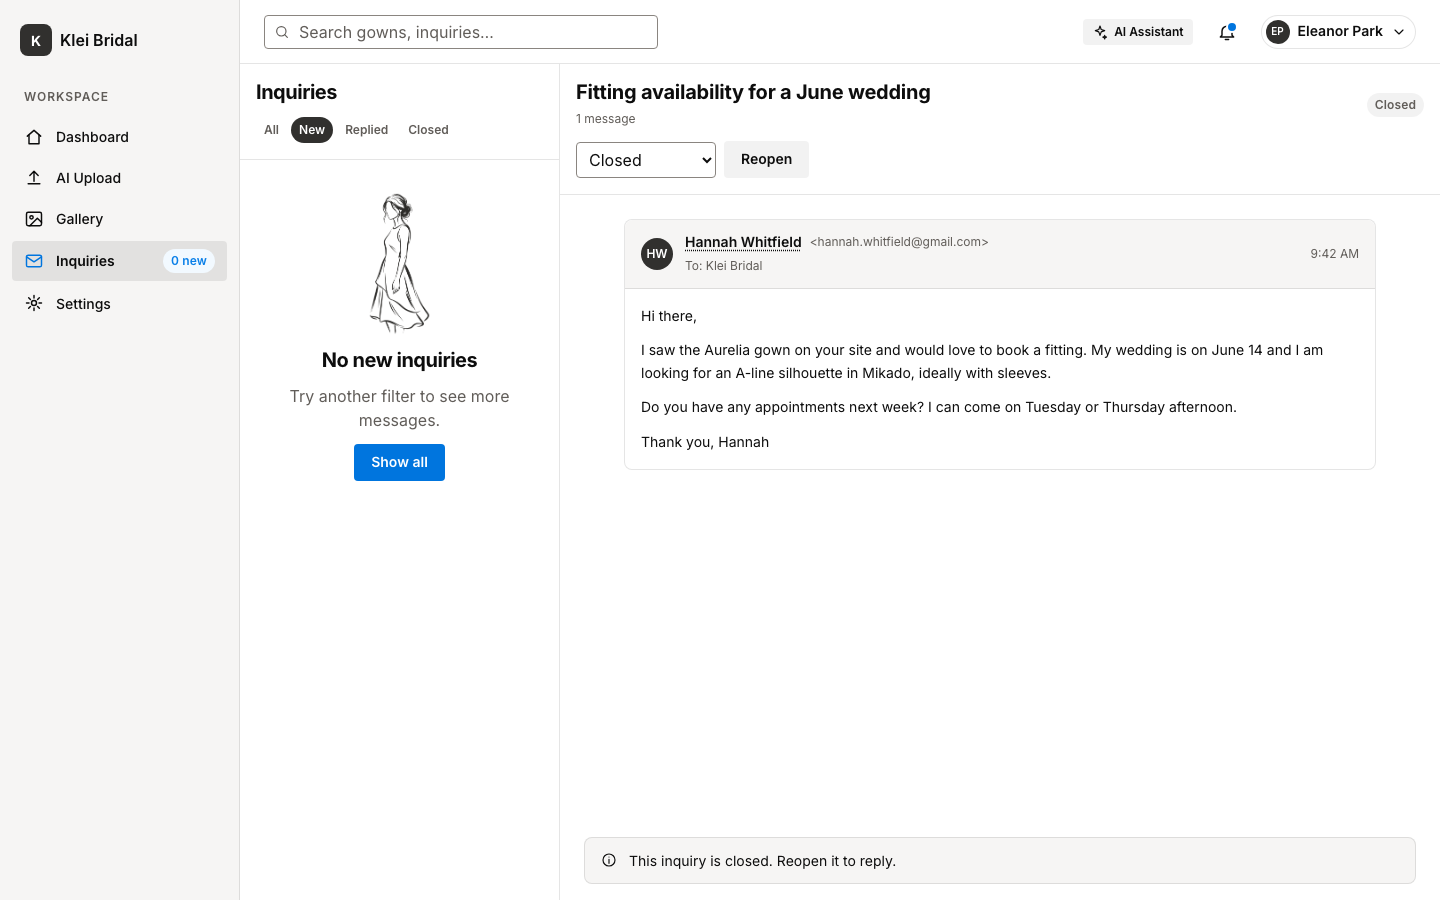 K Klei Bridal
WORKSPACE
Dashboard
AI Upload
Gallery
Inquiries 0 new
Settings
Search gowns, inquiries...
AI Assistant
EP Eleanor Park
Inquiries
All New Replied Closed
No new inquiries
Try another filter to see more
messages.
Show all
Fitting availability for a June wedding
1 message
Closed
Closed
Reopen
HW
Hannah Whitfield <hannah.whitfield@gmail.com>
To: Klei Bridal
9:42 AM
Hi there,
I saw the Aurelia gown on your site and would love to book a fitting. My wedding is on June 14 and I am
looking for an A-line silhouette in Mikado, ideally with sleeves.
Do you have any appointments next week? I can come on Tuesday or Thursday afternoon.
Thank you, Hannah
This inquiry is closed. Reopen it to reply.